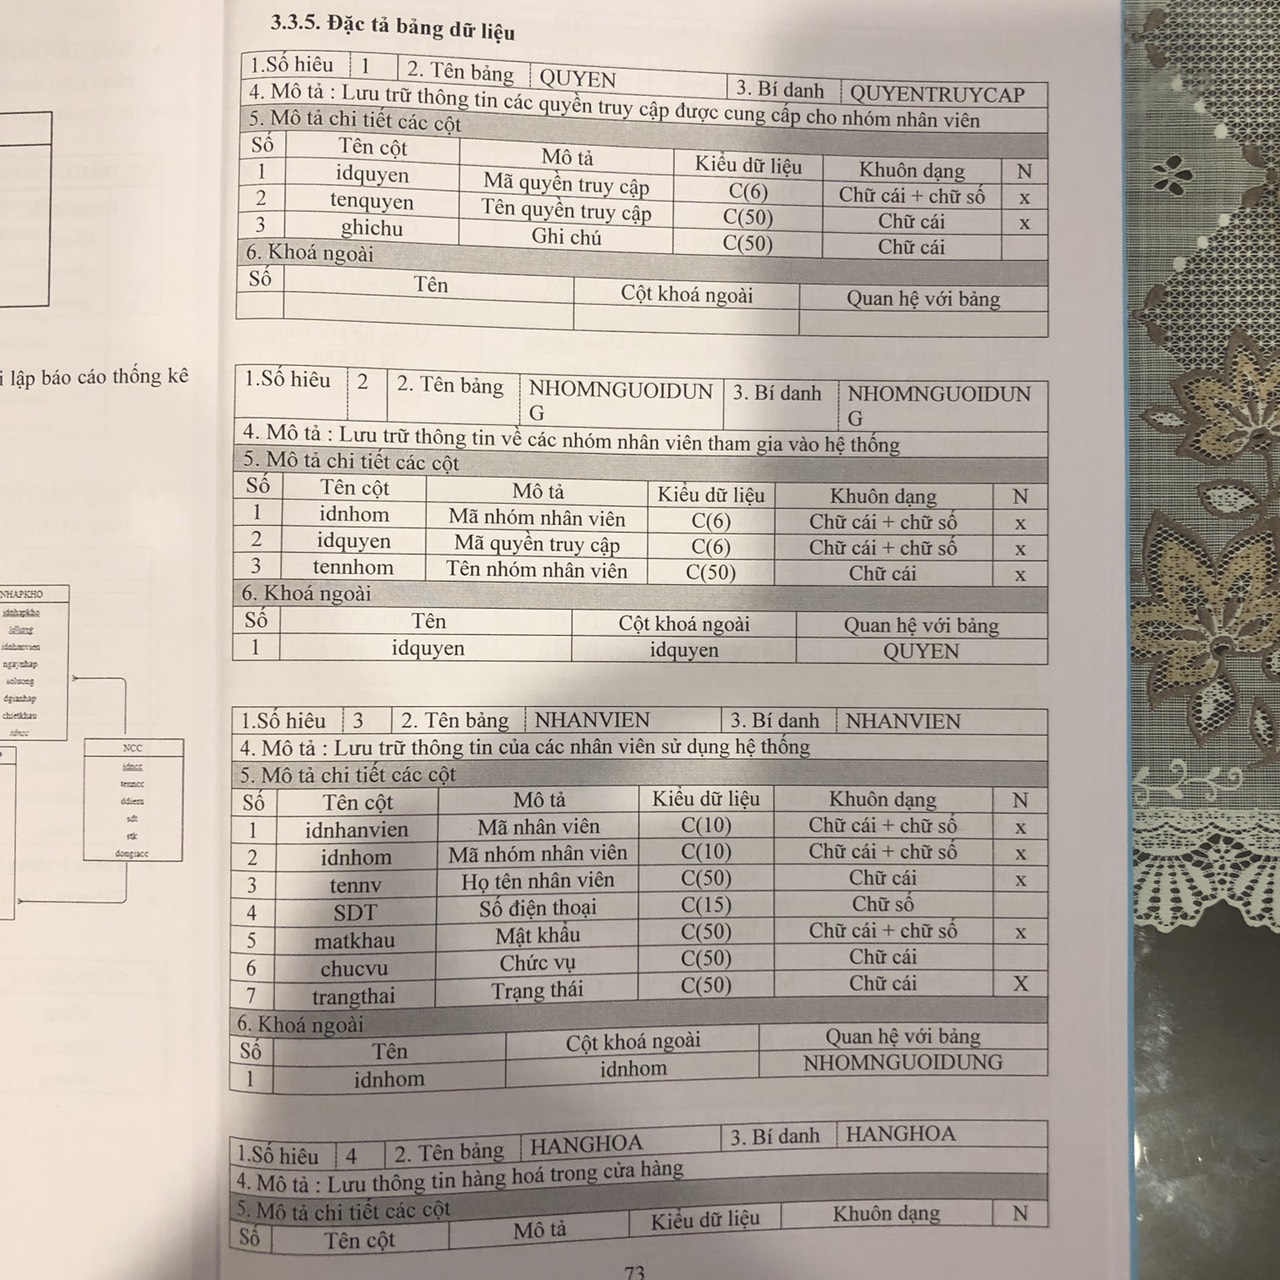 3.3.5. Đặc tả bảng dữ liệu
1.Số hiêu 1 2. Tên bảng QUYEN 3. Bí danh QUYENTRUYCAP
4. Mô tả : Lưu trữ thông tin các quyền truy cập được cung cấp cho nhóm nhân viên
5. Mô tả chi tiết các cột
Số Tên cột Mô tả Kiểu dữ liệu Khuôn dạng N
1 idquyen Mã quyền truy cập C(6) Chữ cái + chữ số x
2 tenquyen Tên quyền truy cập C(50) Chữ cái x
3 ghichu Ghi chú C(50) Chữ cái
6. Khoá ngoài
Số Tên Cột khoá ngoài Quan hệ với bảng
1.Số hiêu 2 2. Tên bảng NHOMNGUOIDUN 3. Bí danh NHOMNGUOIDUN
G G
4. Mô tả : Lưu trữ thông tin về các nhóm nhân viên tham gia vào hệ thống
5. Mô tả chi tiết các cột
Số Tên cột Mô tả Kiểu dữ liệu Khuôn dạng N
1 idnhom Mã nhóm nhân viên C(6) Chữ cái + chữ số x
2 idquyen Mã quyền truy cập C(6) Chữ cái + chữ số x
3 tennhom Tên nhóm nhân viên C(50) Chữ cái x
6. Khoá ngoài
Số Tên Cột khoá ngoài Quan hệ với bảng
1 idquyen idquyen QUYEN
1.Số hiêu 3 2. Tên bảng NHANVIEN 3. Bí danh NHANVIEN
4. Mô tả : Lưu trữ thông tin của các nhân viên sử dụng hệ thống
5. Mô tả chi tiết các cột
Số Tên cột Mô tả Kiểu dữ liệu Khuôn dạng N
1 idnhanvien Mã nhân viên C(10) Chữ cái + chữ số x
2 idnhom Mã nhóm nhân viên C(10) Chữ cái + chữ số x
3 tennv Họ tên nhân viên C(50) Chữ cái x
4 SDT Số điện thoại C(15) Chữ số
5 matkhau Mật khẩu C(50) Chữ cái + chữ số x
6 chucvu Chức vụ C(50) Chữ cái
7 trangthai Trạng thái C(50) Chữ cái X
6. Khoá ngoài
Số Tên Cột khoá ngoài Quan hệ với bảng
1 idnhom idnhom NHOMNGUOIDUNG
1.Số hiêu 4 2. Tên bảng HANGHOA 3. Bí danh HANGHOA
4. Mô tả : Lưu thông tin hàng hoá trong cửa hàng
5. Mô tả chi tiết các cột
Số Tên cột Mô tả Kiểu dữ liệu Khuôn dạng N
73
lập báo cáo thống kê
NHAPKHO
idnhapkho
idnhanvien
ngaynhap
soluong
dgianhap
chietkhau
idncc
NCC
idncc
tenncc
ddiem
sdt
stk